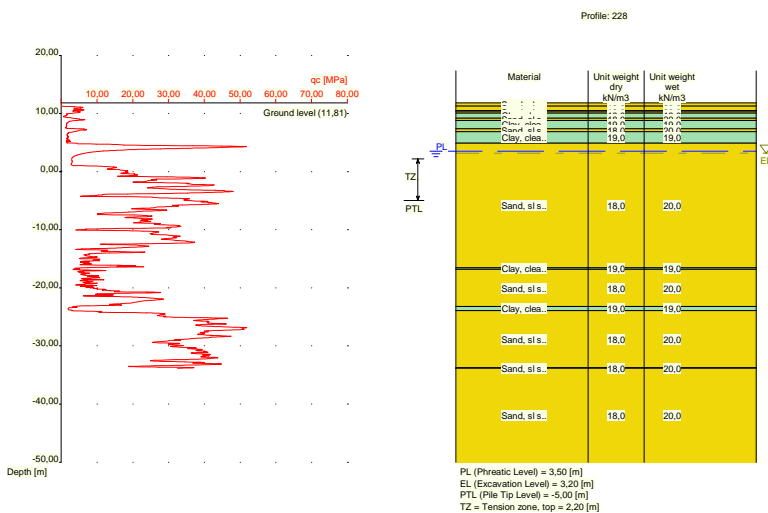 Profile: 228
20,00
qc [MPa]
10,00 20,00 30,00 40,00 50,00 60,00 70,00 80,00
10,00
Ground level (11,81)
0,00
-10,00
-20,00
-30,00
-40,00
-50,00
Depth [m]
TZ
PTL
Material Unit weight dry kN/m3 Unit weight wet kN/m3
Clay, clea.. 19,0 19,0
PL
EL
Sand, sl s.. 18,0 20,0
Clay, clea.. 19,0 19,0
Sand, sl s.. 18,0 20,0
Clay, clea.. 19,0 19,0
Sand, sl s.. 18,0 20,0
Sand, sl s.. 18,0 20,0
Sand, sl s.. 18,0 20,0
PL (Phreatic Level) = 3,50 [m]
EL (Excavation Level) = 3,20 [m]
PTL (Pile Tip Level) = -5,00 [m]
TZ = Tension zone, top = 2,20 [m]